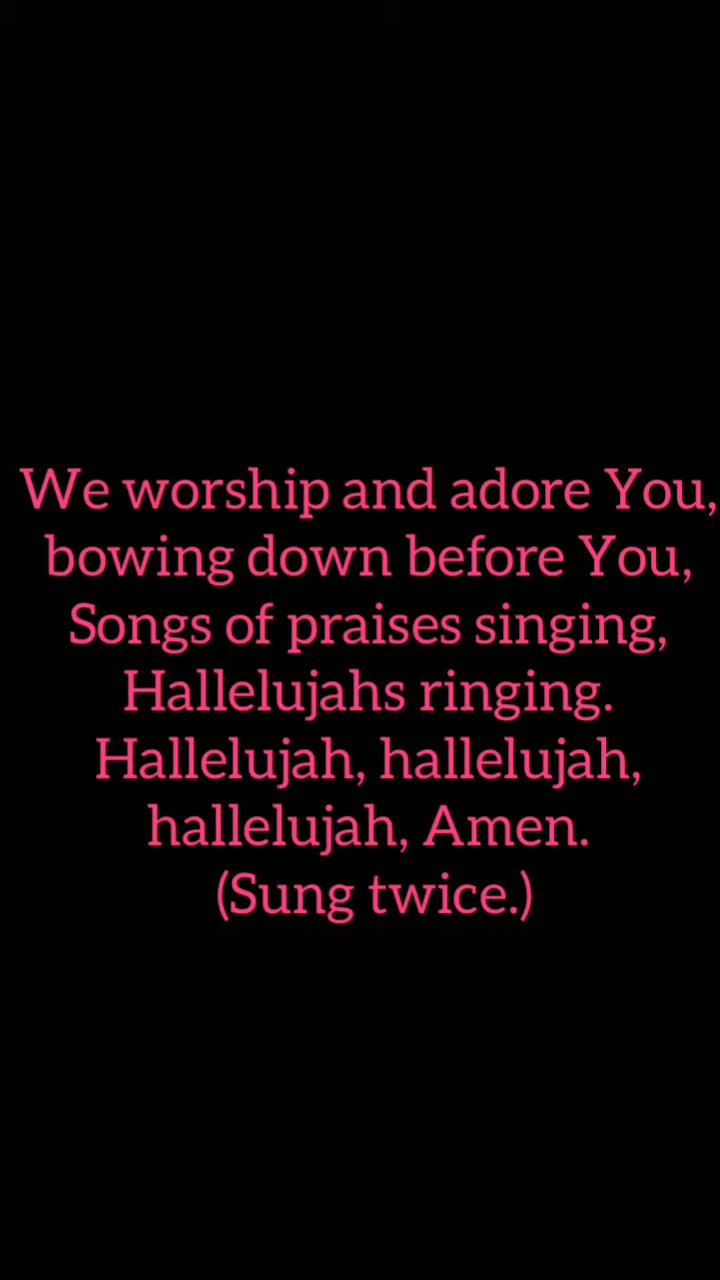 We worship and adore You,
bowing down before You,
Songs of praises singing,
Hallelujahs ringing.
Hallelujah, hallelujah,
hallelujah, Amen.
(Sung twice.)